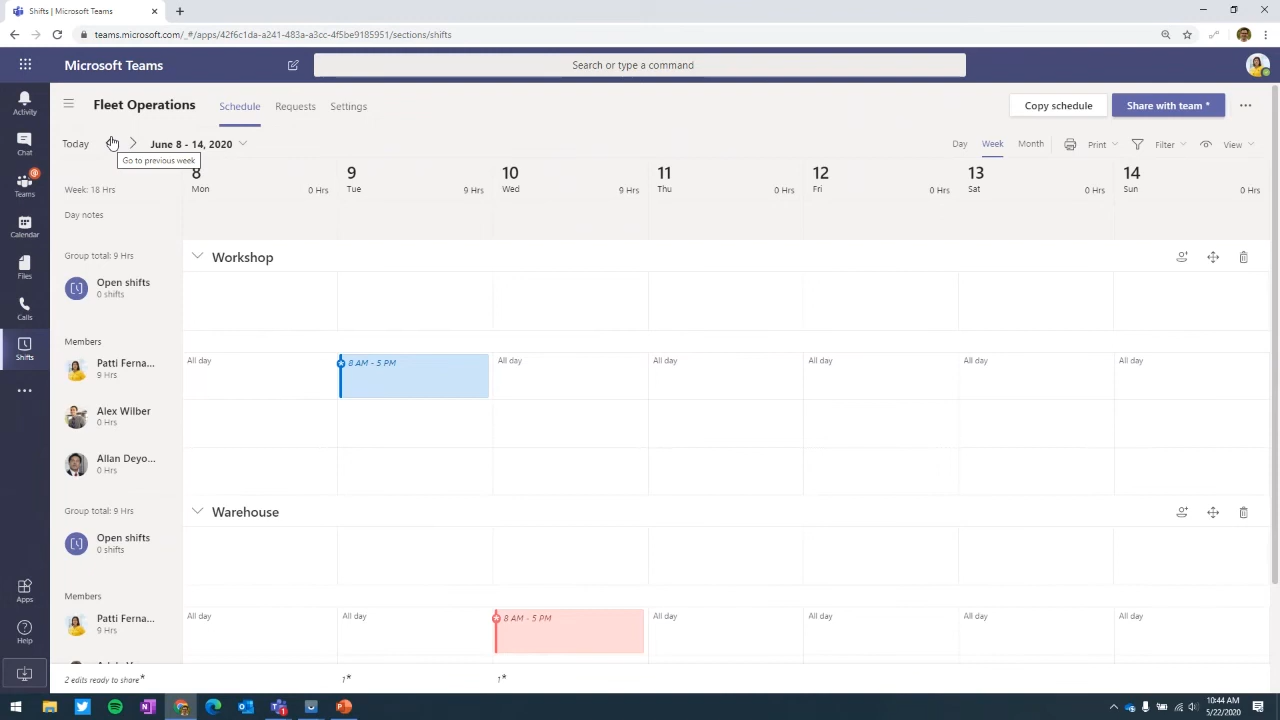 Shifts | Microsoft Teams
teams.microsoft.com/_#/apps/42f6c1da-a241-483a-a3cc-4f5be9185951/sections/shifts
Microsoft Teams
Search or type a command
Activity
Chat
Teams
Calendar
Files
Calls
Shifts
Apps
Help
Fleet Operations
Schedule
Requests
Settings
Copy schedule
Share with team *
Today
June 8 - 14, 2020
Go to previous week
Day
Week
Month
Print
Filter
View
Week: 18 Hrs
8
Mon
0 Hrs
9
Tue
9 Hrs
10
Wed
9 Hrs
11
Thu
0 Hrs
12
Fri
0 Hrs
13
Sat
0 Hrs
14
Sun
0 Hrs
Day notes
Group total: 9 Hrs
Workshop
Open shifts
0 shifts
Members
Patti Ferna...
9 Hrs
All day
8 AM - 5 PM
All day
All day
All day
All day
All day
Alex Wilber
0 Hrs
Allan Deyo...
0 Hrs
Group total: 9 Hrs
Warehouse
Open shifts
0 shifts
Members
Patti Ferna...
9 Hrs
All day
All day
8 AM - 5 PM
All day
All day
All day
All day
2 edits ready to share*
1*
1*
10:44 AM
5/22/2020